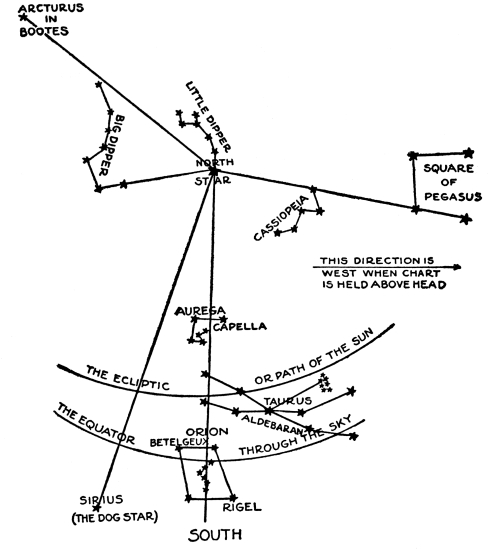 ARCTURUS
IN
BOOTES
LITTLE DIPPER
BIG DIPPER
NORTH
STAR
SQUARE
OF
PEGASUS
CASSIOPEIA
THIS DIRECTION IS
WEST WHEN CHART
IS HELD ABOVE HEAD
AUREGA
CAPELLA
THE ECLIPTIC OR PATH OF THE SUN
TAURUS
ALDEBARAN
THE EQUATOR THROUGH THE SKY
ORION
BETELGEUX
SIRIUS
(THE DOG STAR)
RIGEL
SOUTH